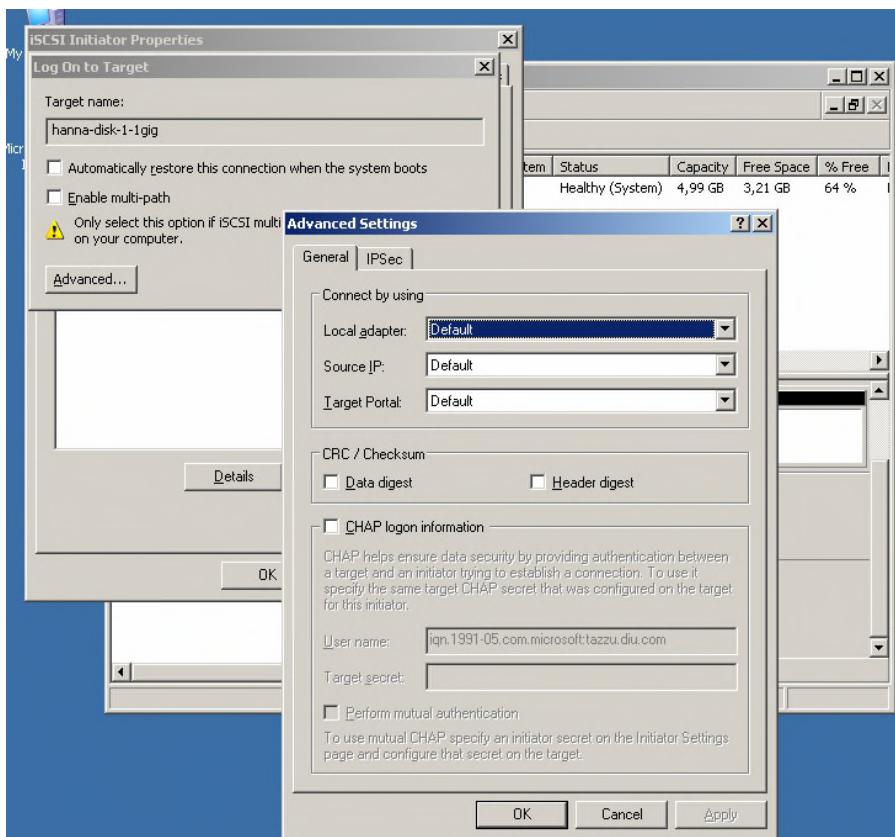 My
Micr
iSCSI Initiator Properties
Log On to Target
Target name:
hanna-disk-1-1gig
Automatically restore this connection when the system boots
Enable multi-path
Only select this option if iSCSI multi
on your computer.
Advanced...
Details
OK
tem Status Capacity Free Space % Free
Healthy (System) 4,99 GB 3,21 GB 64 %
Advanced Settings
General IPSec
Connect by using
Local adapter: Default
Source IP: Default
Target Portal: Default
CRC / Checksum
Data digest Header digest
CHAP logon information
CHAP helps ensure data security by providing authentication between
a target and an initiator trying to establish a connection. To use it
specify the same target CHAP secret that was configured on the target
for this initiator.
User name: iqn.1991-05.com.microsoft:tazzu.diu.com
Target secret:
Perform mutual authentication
To use mutual CHAP specify an initiator secret on the Initiator Settings
page and configure that secret on the target.
OK Cancel Apply